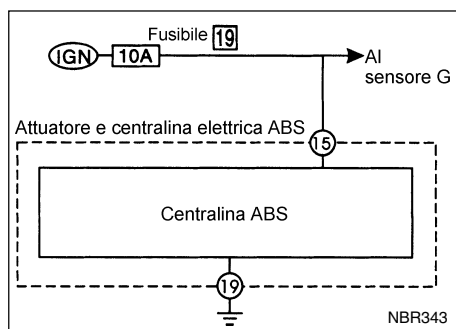 Fusibile 19
IGN 10A Al
sensore G
Attuatore e centralina elettrica ABS
15
Centralina ABS
19
NBR343